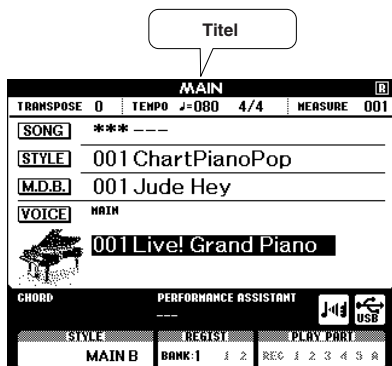 Titel
MAIN R
TRANSPOSE 0 TEMPO ♩=080 4/4 MEASURE 001
SONG *** ---
STYLE 001 ChartPianoPop
M.D.B. 001 Jude Hey
VOICE MAIN
001 Live! Grand Piano
CHORD PERFORMANCE ASSISTANT
--- USB
STYLE REGIST PLAY PART
MAIN B BANK:1 1 2 REC 1 2 3 4 5 A